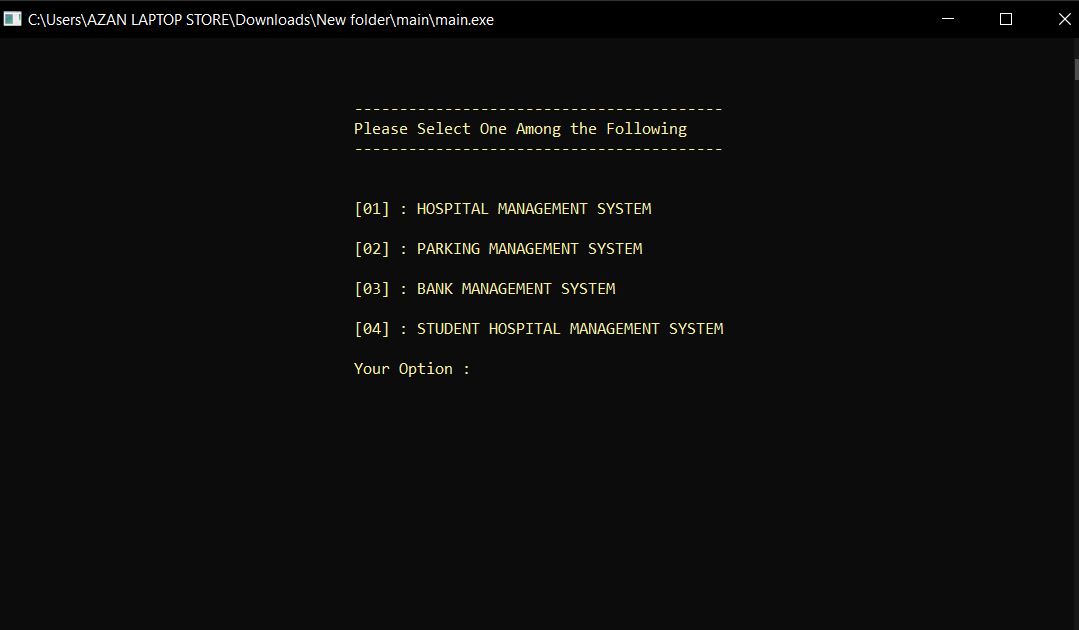 C:\Users\AZAN LAPTOP STORE\Downloads\New folder\main\main.exe
-----------------------------------------
Please Select One Among the Following
-----------------------------------------
[01] : HOSPITAL MANAGEMENT SYSTEM
[02] : PARKING MANAGEMENT SYSTEM
[03] : BANK MANAGEMENT SYSTEM
[04] : STUDENT HOSPITAL MANAGEMENT SYSTEM
Your Option :